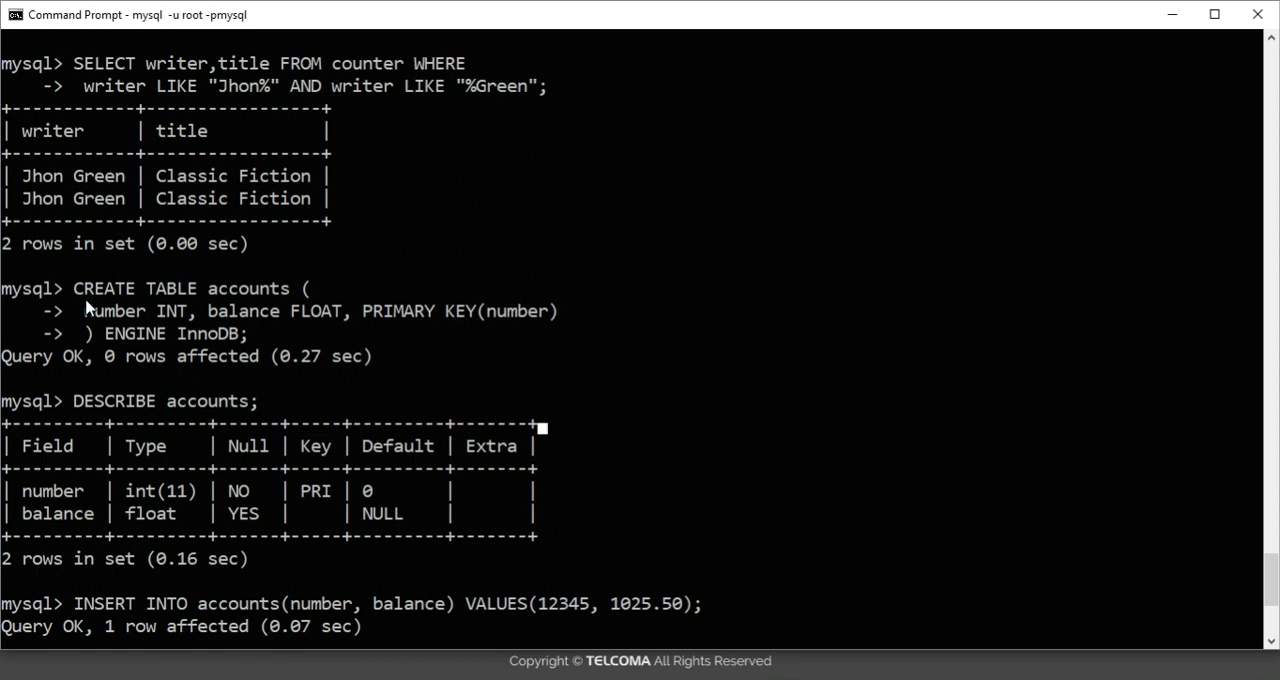 Command Prompt - mysql  -u root -pmysql
mysql> SELECT writer,title FROM counter WHERE
    ->  writer LIKE "Jhon%" AND writer LIKE "%Green";
+------------+-----------------+
| writer     | title           |
+------------+-----------------+
| Jhon Green | Classic Fiction |
| Jhon Green | Classic Fiction |
+------------+-----------------+
2 rows in set (0.00 sec)
mysql> CREATE TABLE accounts (
    ->  number INT, balance FLOAT, PRIMARY KEY(number)
    ->  ) ENGINE InnoDB;
Query OK, 0 rows affected (0.27 sec)
mysql> DESCRIBE accounts;
+---------+---------+------+-----+---------+-------+
| Field   | Type    | Null | Key | Default | Extra |
+---------+---------+------+-----+---------+-------+
| number  | int(11) | NO   | PRI | 0       |       |
| balance | float   | YES  |     | NULL    |       |
+---------+---------+------+-----+---------+-------+
2 rows in set (0.16 sec)
mysql> INSERT INTO accounts(number, balance) VALUES(12345, 1025.50);
Query OK, 1 row affected (0.07 sec)
Copyright © TELCOMA All Rights Reserved